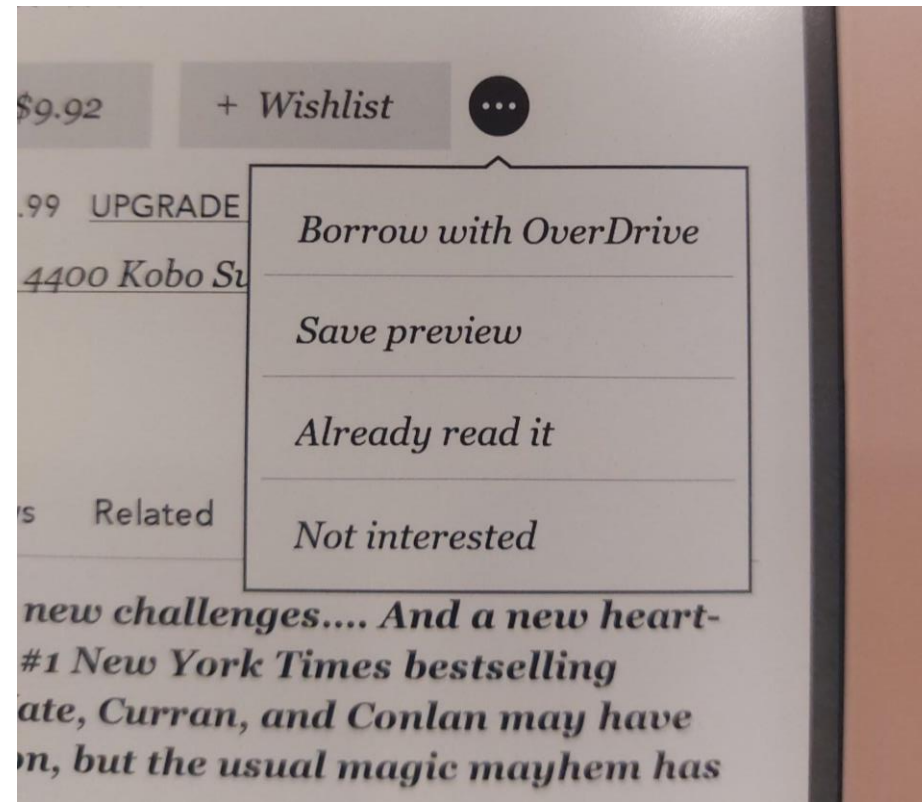 $9.92 + Wishlist
.99 UPGRADE
4400 Kobo Su
Borrow with OverDrive
Save preview
Already read it
Not interested
s Related
new challenges.... And a new heart-
#1 New York Times bestselling
ate, Curran, and Conlan may have
on, but the usual magic mayhem has